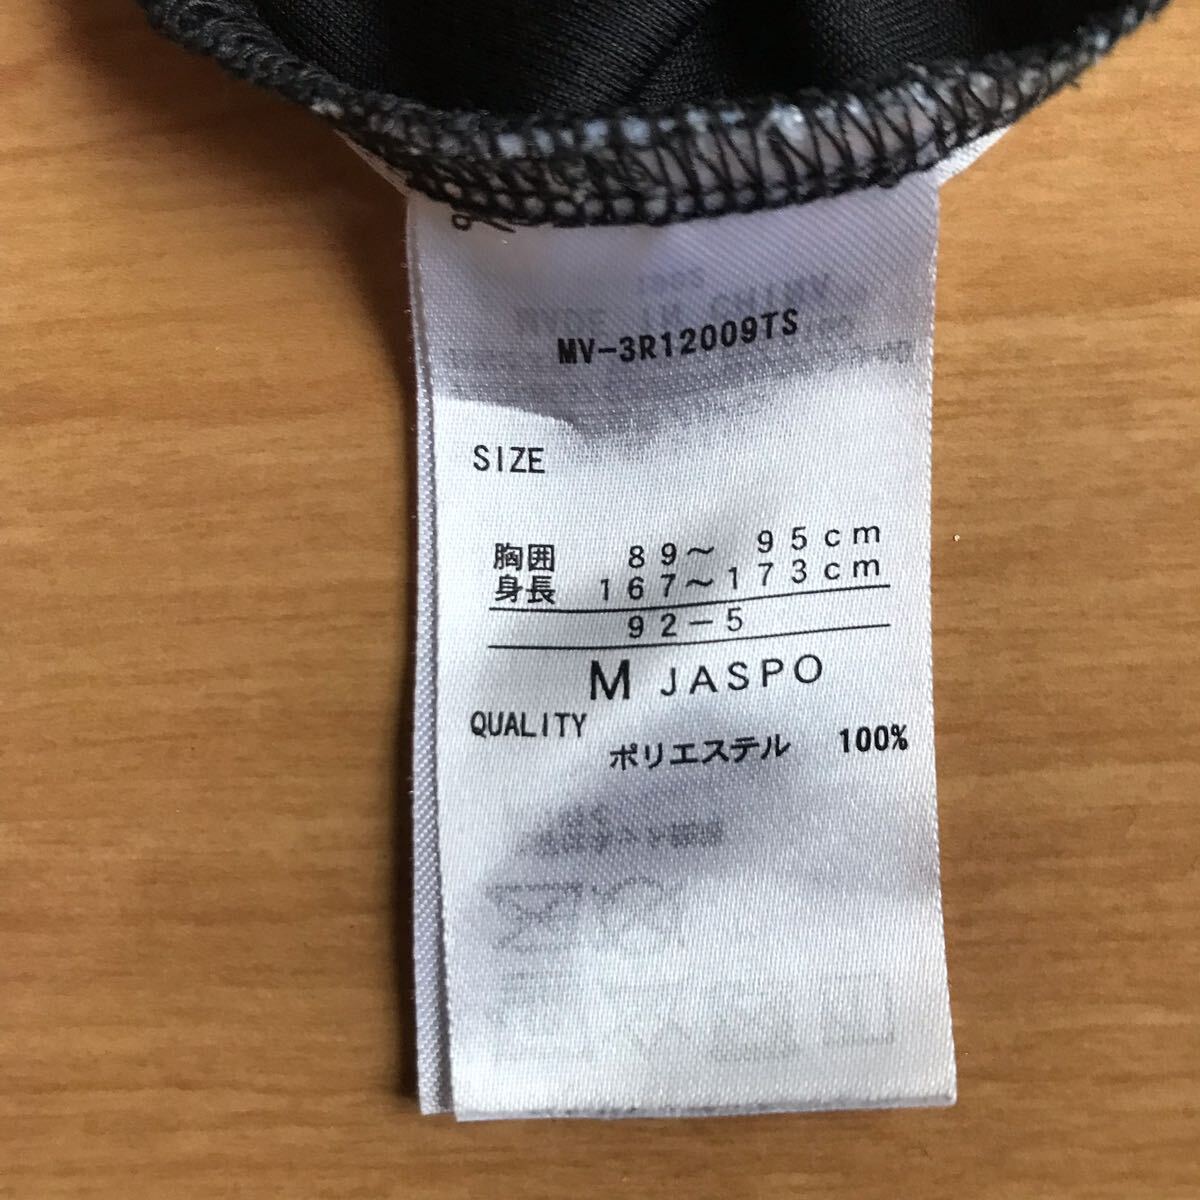 MV-3R12009TS
SIZE
胸囲 89～ 95cm
身長 167～173cm
92-5
M JASPO
QUALITY
ポリエステル 100%